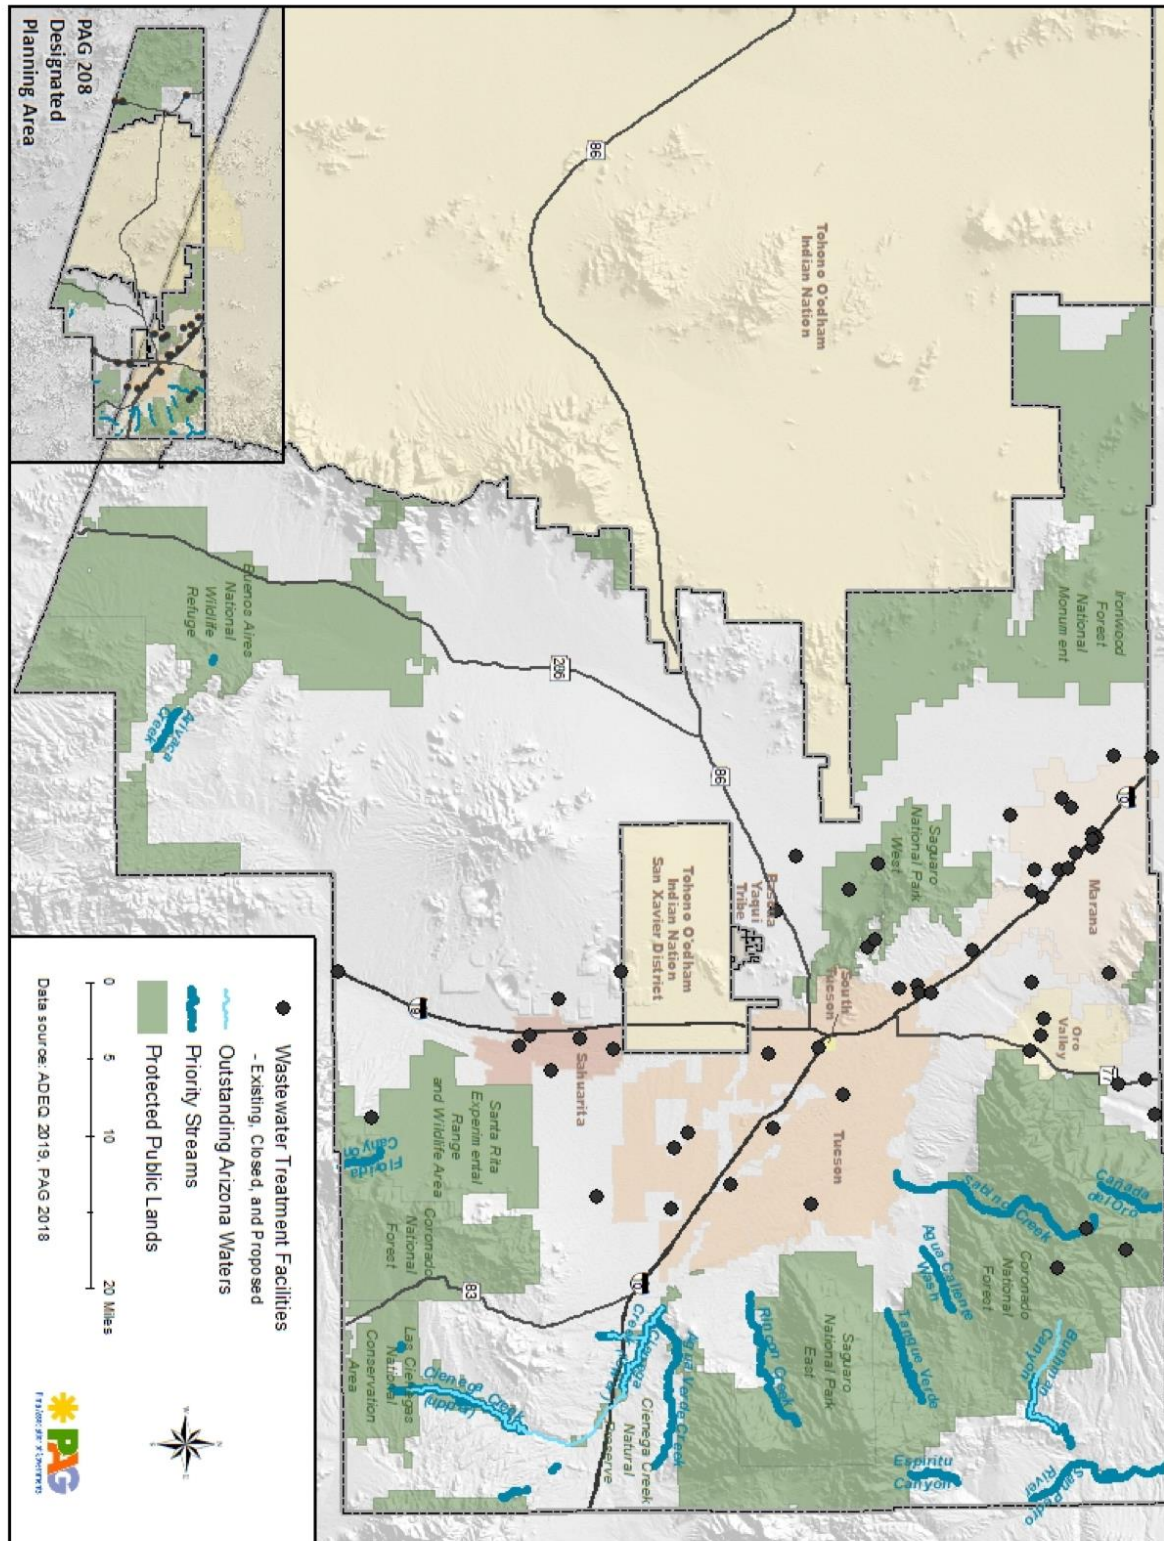 PAG 208
Designated
Planning Area
86
Tohono O'odham
Indian Nation
Ironwood
Forest
National
Monument
Buenos Aires
National
Wildlife
Refuge
Arivaca
Creek
286
86
10
Marana
Saguaro
National Park
West
Pascua
Yaqui
Tribe
Tohono O'odham
Indian Nation
San Xavier District
South
Tucson
Oro
Valley
77
19
Sahuarita
Tucson
Santa Rita
Experimental
Range
and Wildlife Area
Florida
Canyon
Coronado
National
Forest
83
10
Cañada
del Oro
Sabino Creek
Coronado
National
Forest
Agua Caliente
Wash
Tanque Verde
Buehman
Canyon
San Pedro
River
Espiritu
Canyon
Saguaro
National Park
East
Rincon Creek
Agua Verde Creek
Cienega
Creek
Cienega Creek
Natural
Preserve
Cienega Creek
(upper)
Las Cienegas
National
Conservation
Area
Wastewater Treatment Facilities
- Existing, Closed, and Proposed
Outstanding Arizona Waters
Priority Streams
Protected Public Lands
0 5 10 20 Miles
Data source: ADEQ 2019, PAG 2018
N
PAG